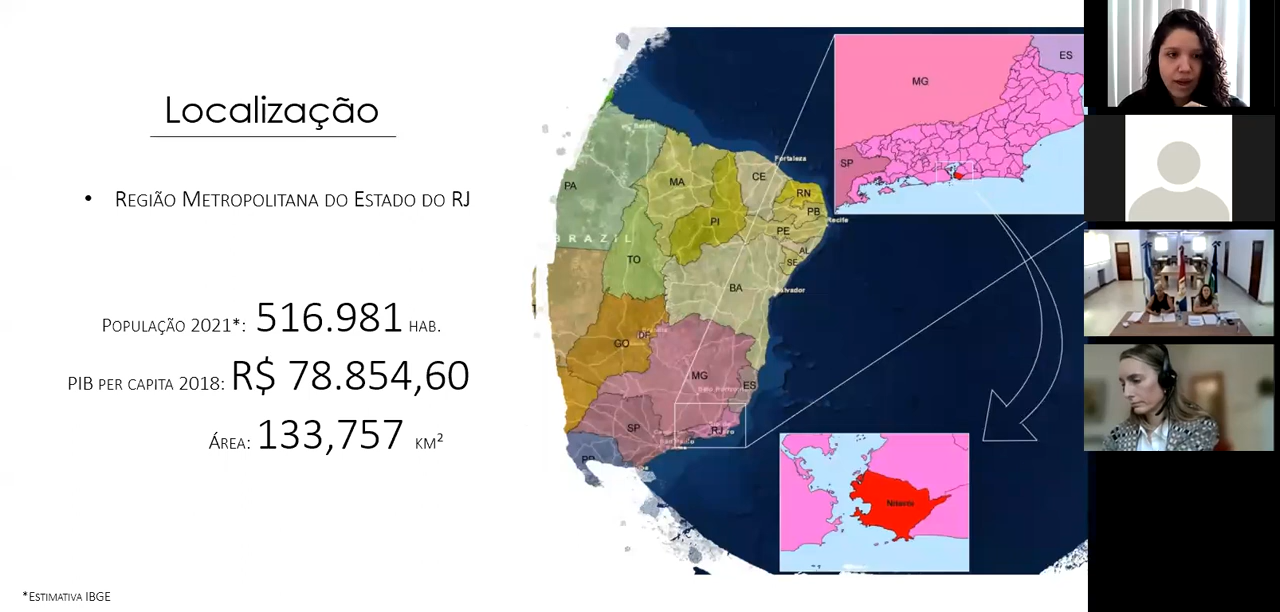 Localização
• Região Metropolitana do Estado do RJ
População 2021*: 516.981 hab.
PIB per capita 2018: R$ 78.854,60
Área: 133,757 km²
*Estimativa IBGE
ES
MG
SP
Belém
Fortaleza
PA
MA
CE
RN
PB
PI
PE
Recife
BRAZIL
AL
TO
SE
BA
Salvador
DF
GO
MG
ES
SP
RJ
PR
Niterói